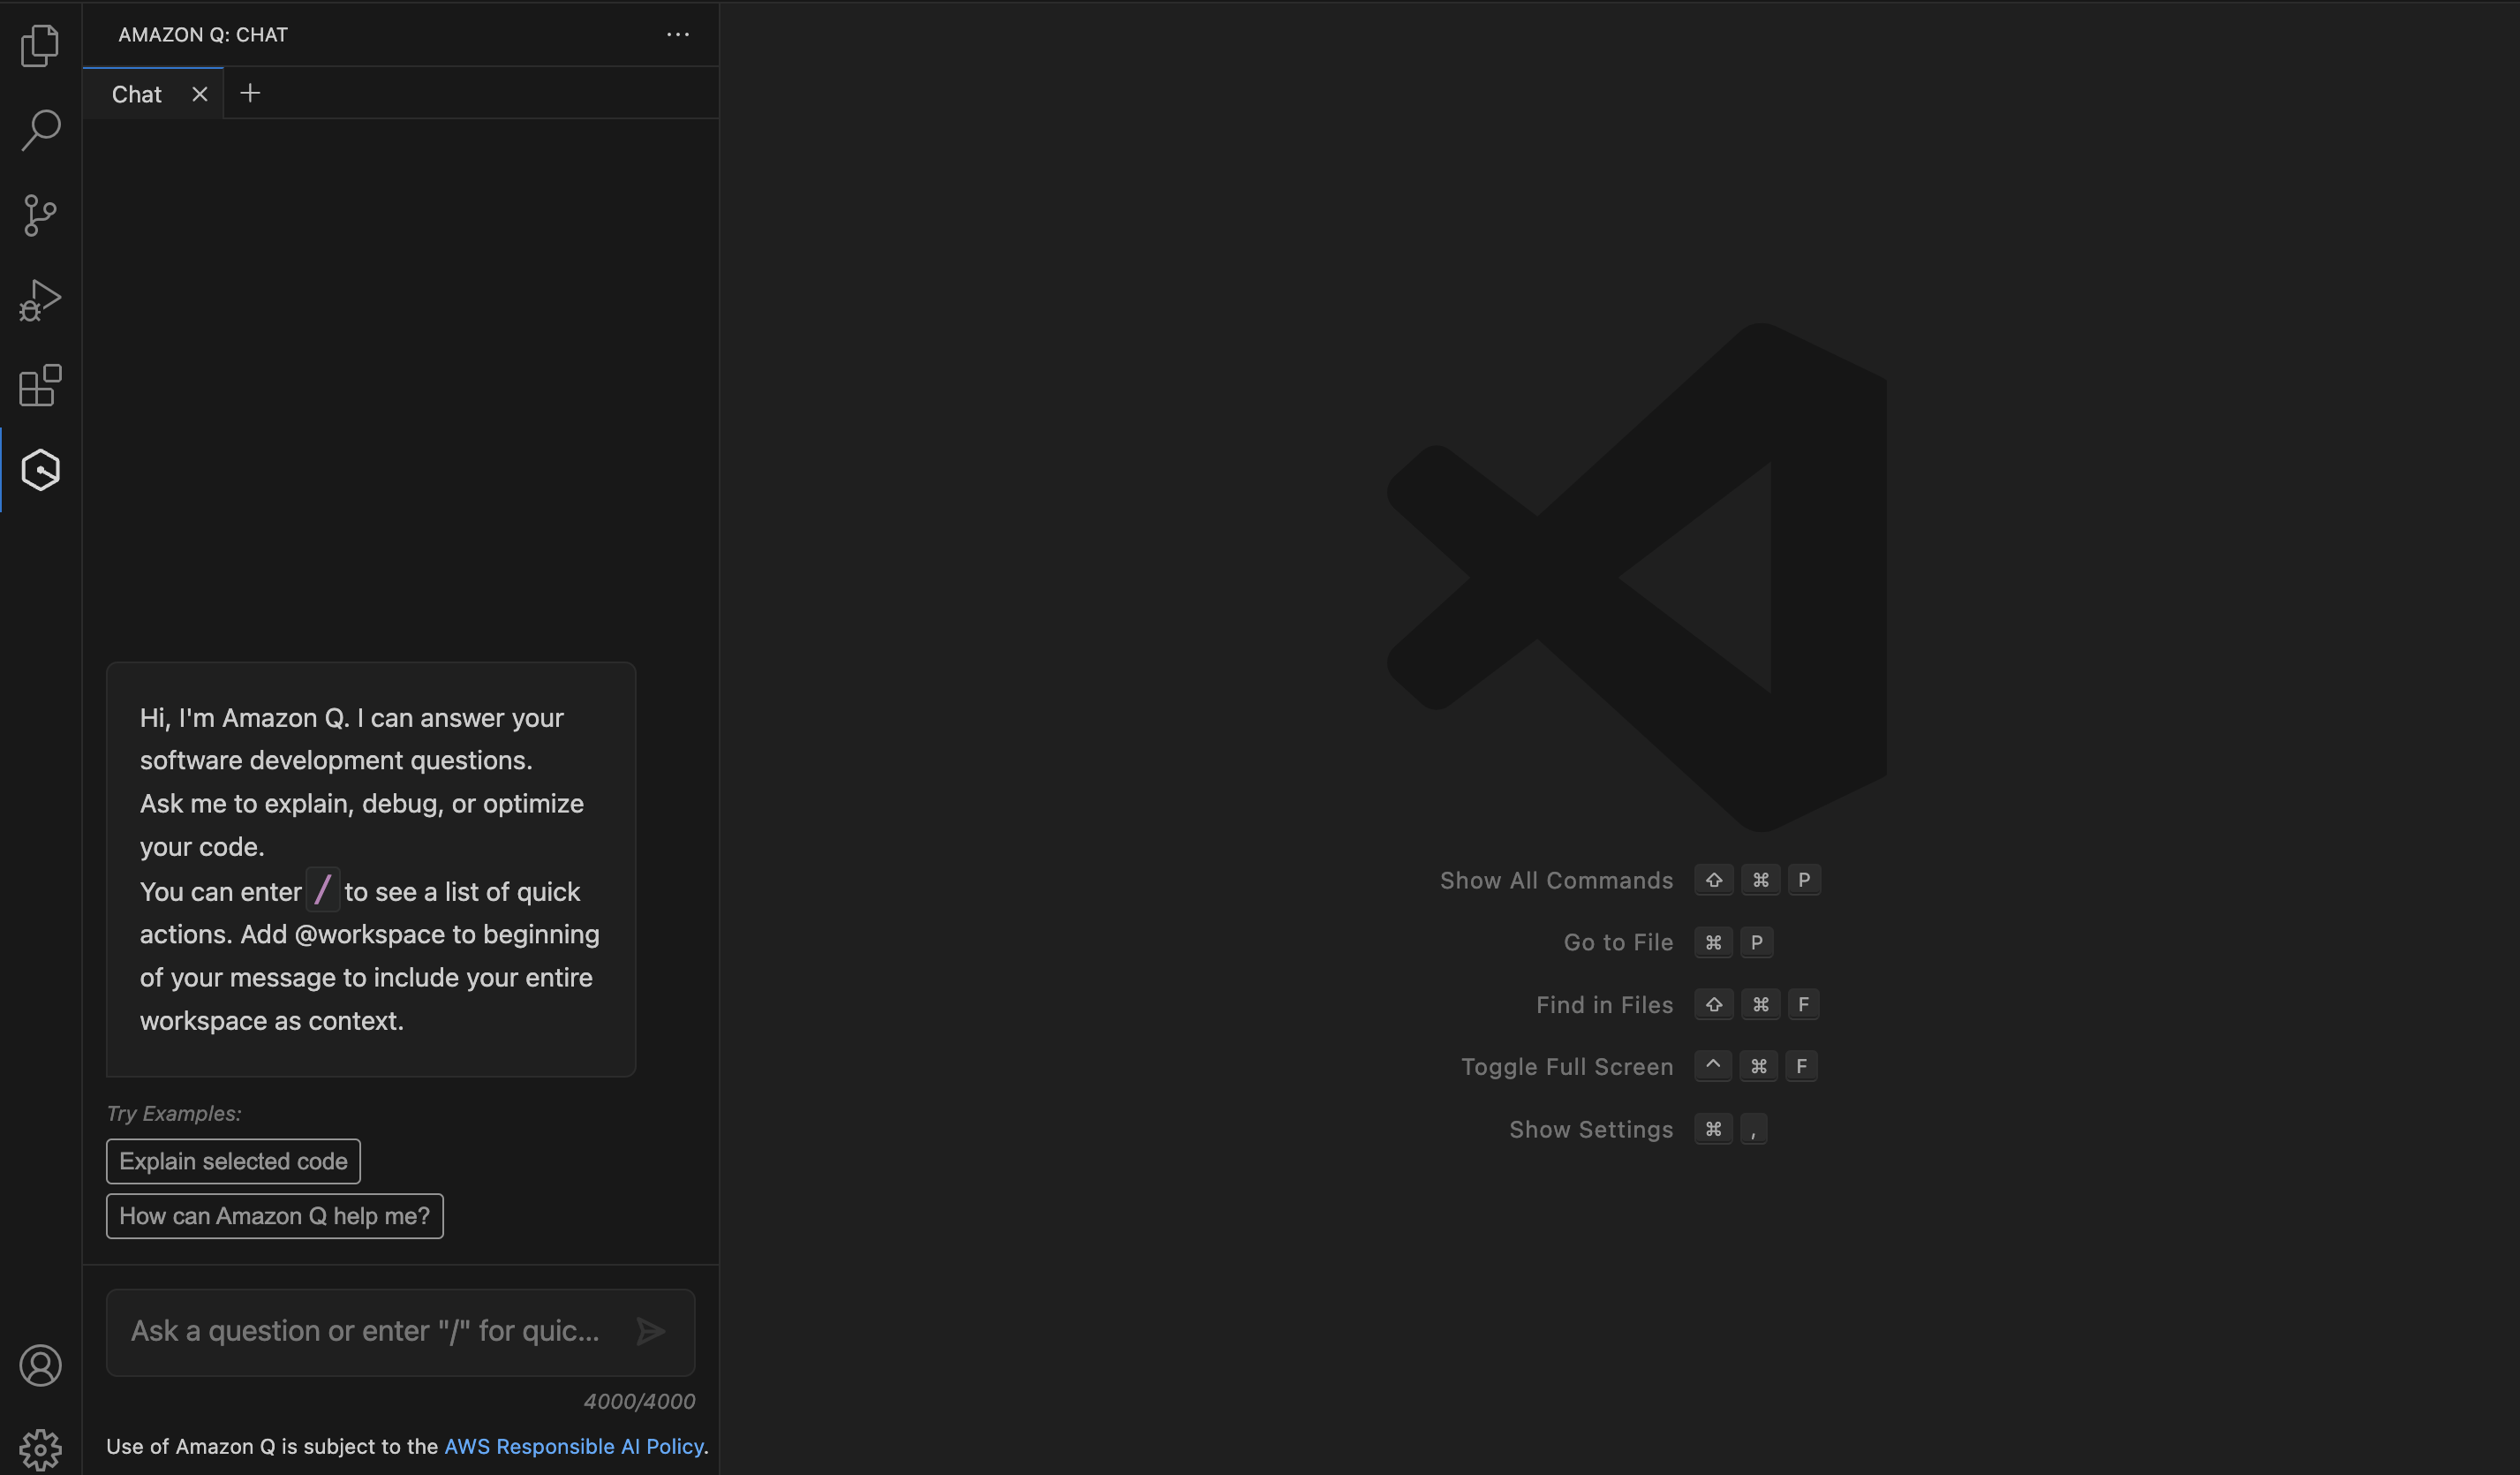 AMAZON Q: CHAT
Chat
Hi, I'm Amazon Q. I can answer your
software development questions.
Ask me to explain, debug, or optimize
your code.
You can enter / to see a list of quick
actions. Add @workspace to beginning
of your message to include your entire
workspace as context.
Try Examples:
Explain selected code
How can Amazon Q help me?
Ask a question or enter "/" for quic...
4000/4000
Use of Amazon Q is subject to the AWS Responsible AI Policy.
Show All Commands ⇧ ⌘ P
Go to File ⌘ P
Find in Files ⇧ ⌘ F
Toggle Full Screen ^ ⌘ F
Show Settings ⌘ ,